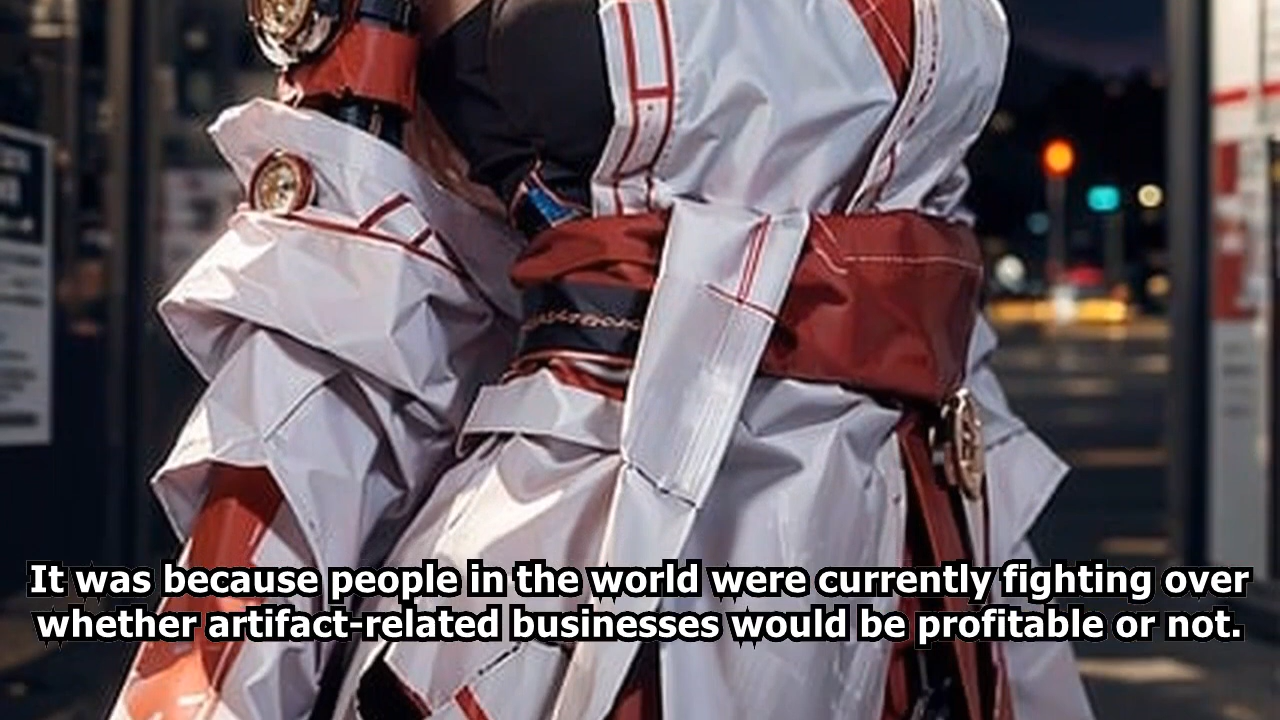 It was because people in the world were currently fighting over
whether artifact-related businesses would be profitable or not.